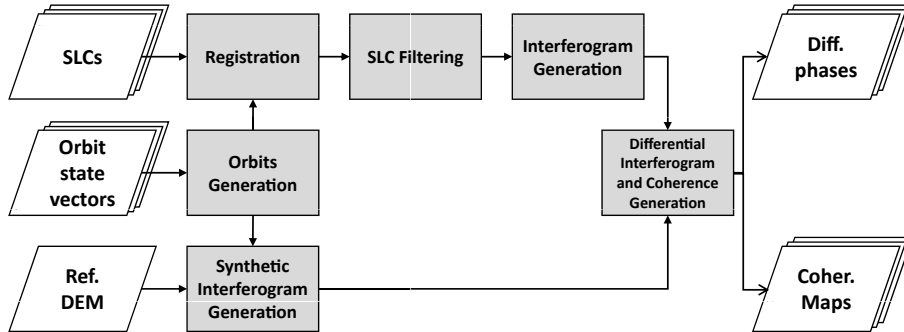 SLCs
Registration
SLC Filtering
Interferogram
Generation
Diff.
phases
Orbit
state
vectors
Orbits
Generation
Differential
Interferogram
and Coherence
Generation
Ref.
DEM
Synthetic
Interferogram
Generation
Coher.
Maps